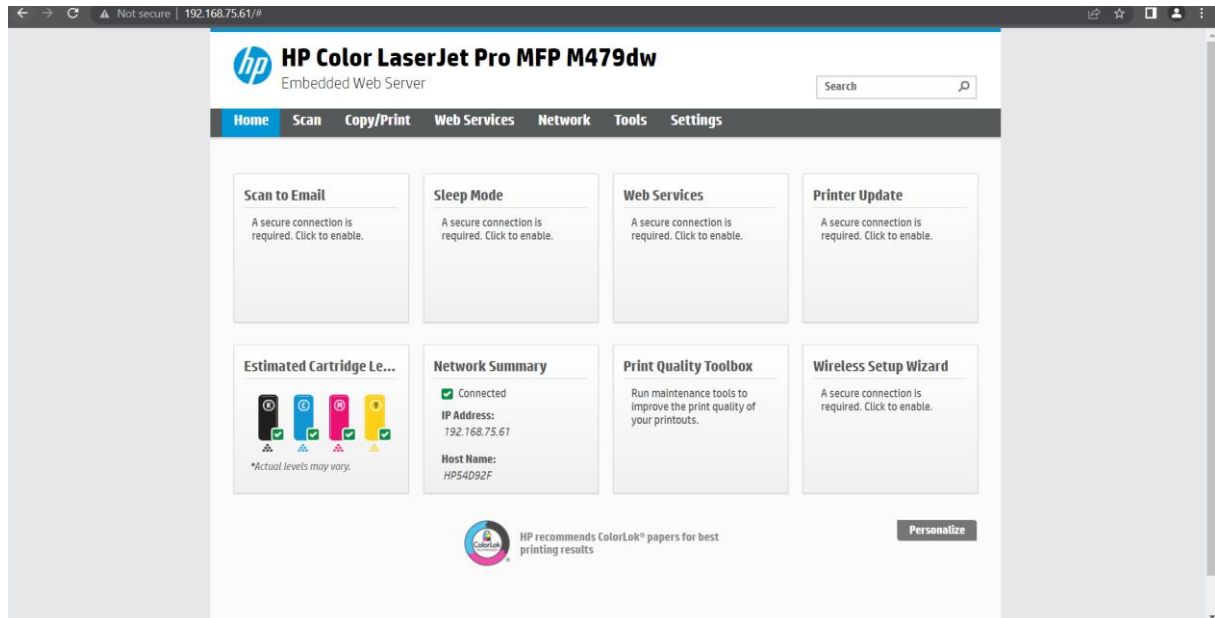 Not secure | 192.168.75.61/#
hp
HP Color LaserJet Pro MFP M479dw
Embedded Web Server
Search
Home Scan Copy/Print Web Services Network Tools Settings
Scan to Email
A secure connection is
required. Click to enable.
Sleep Mode
A secure connection is
required. Click to enable.
Web Services
A secure connection is
required. Click to enable.
Printer Update
A secure connection is
required. Click to enable.
Estimated Cartridge Le...
K C M Y
*Actual levels may vary.
Network Summary
Connected
IP Address:
192.168.75.61
Host Name:
HP54D92F
Print Quality Toolbox
Run maintenance tools to
improve the print quality of
your printouts.
Wireless Setup Wizard
A secure connection is
required. Click to enable.
ColorLok
HP recommends ColorLok® papers for best
printing results
Personalize